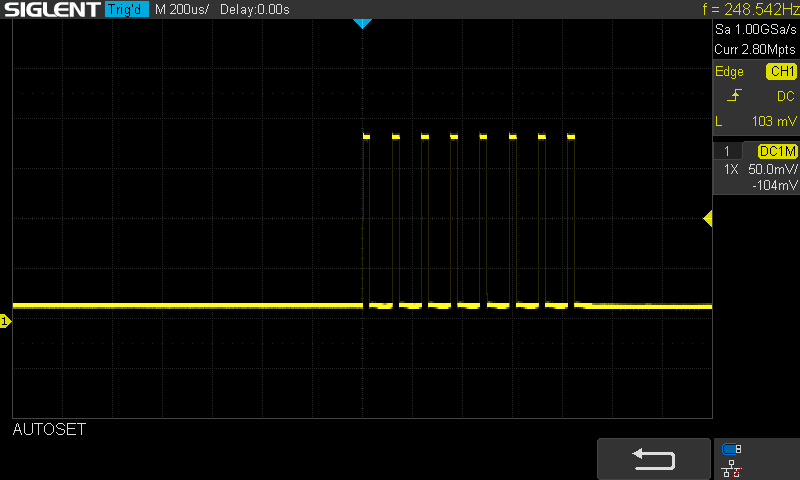 SIGLENT Trig'd M 200us/ Delay:0.00s f = 248.542Hz
Sa 1.00GSa/s
Curr 2.80Mpts
Edge CH1
DC
L 103 mV
1 DC1M
1X 50.0mV/
-104mV
1
AUTOSET